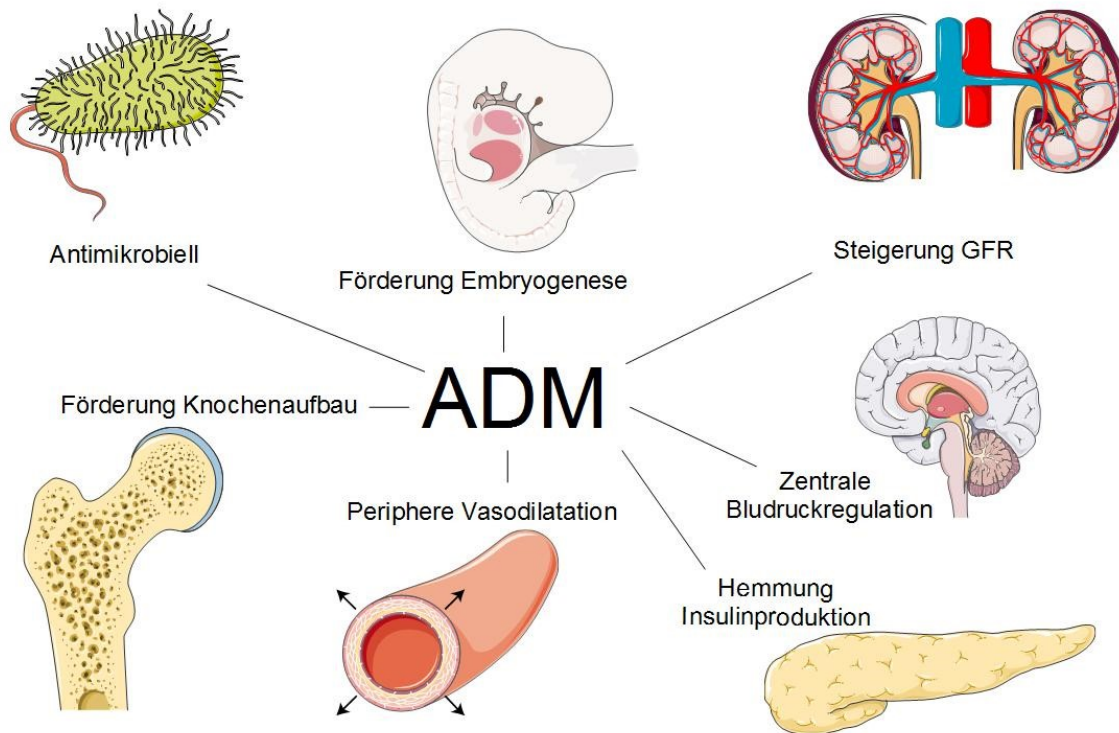 Antimikrobiell
Förderung Embryogenese
Steigerung GFR
ADM
Förderung Knochenaufbau
Periphere Vasodilatation
Zentrale
Bludruckregulation
Hemmung
Insulinproduktion